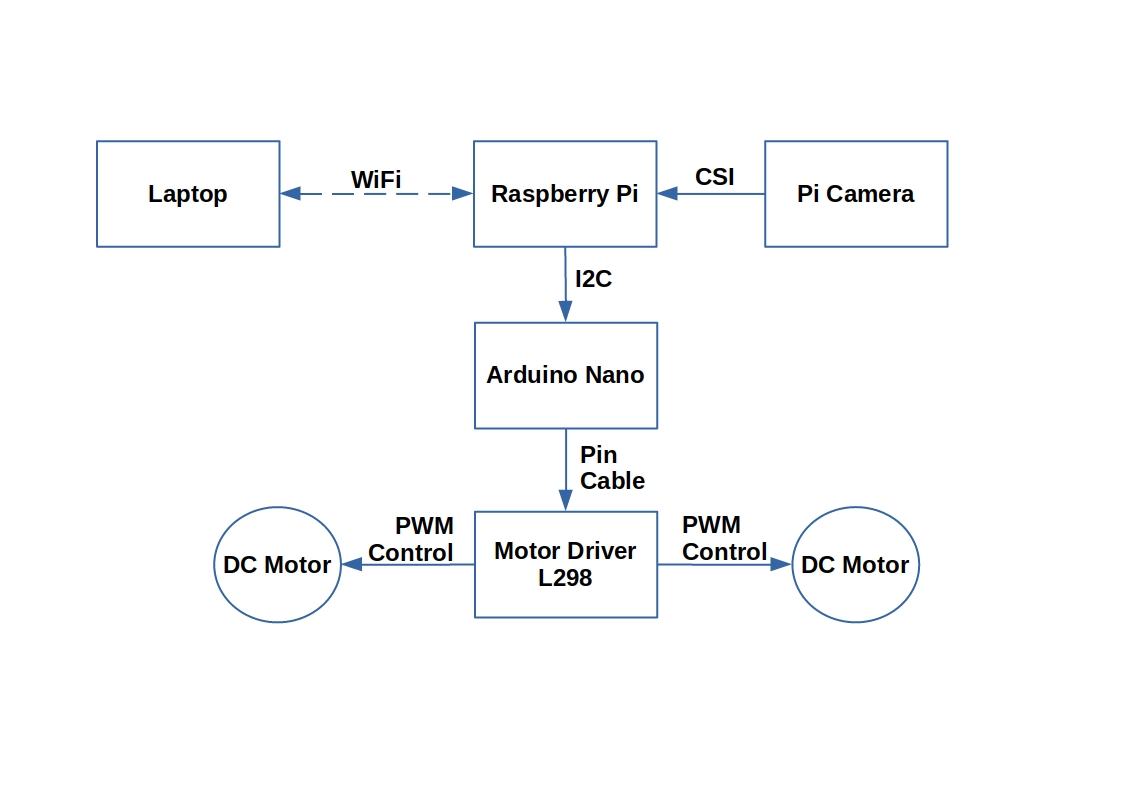 Laptop
WiFi
Raspberry Pi
CSI
Pi Camera
I2C
Arduino Nano
Pin
Cable
DC Motor
PWM
Control
Motor Driver
L298
PWM
Control
DC Motor